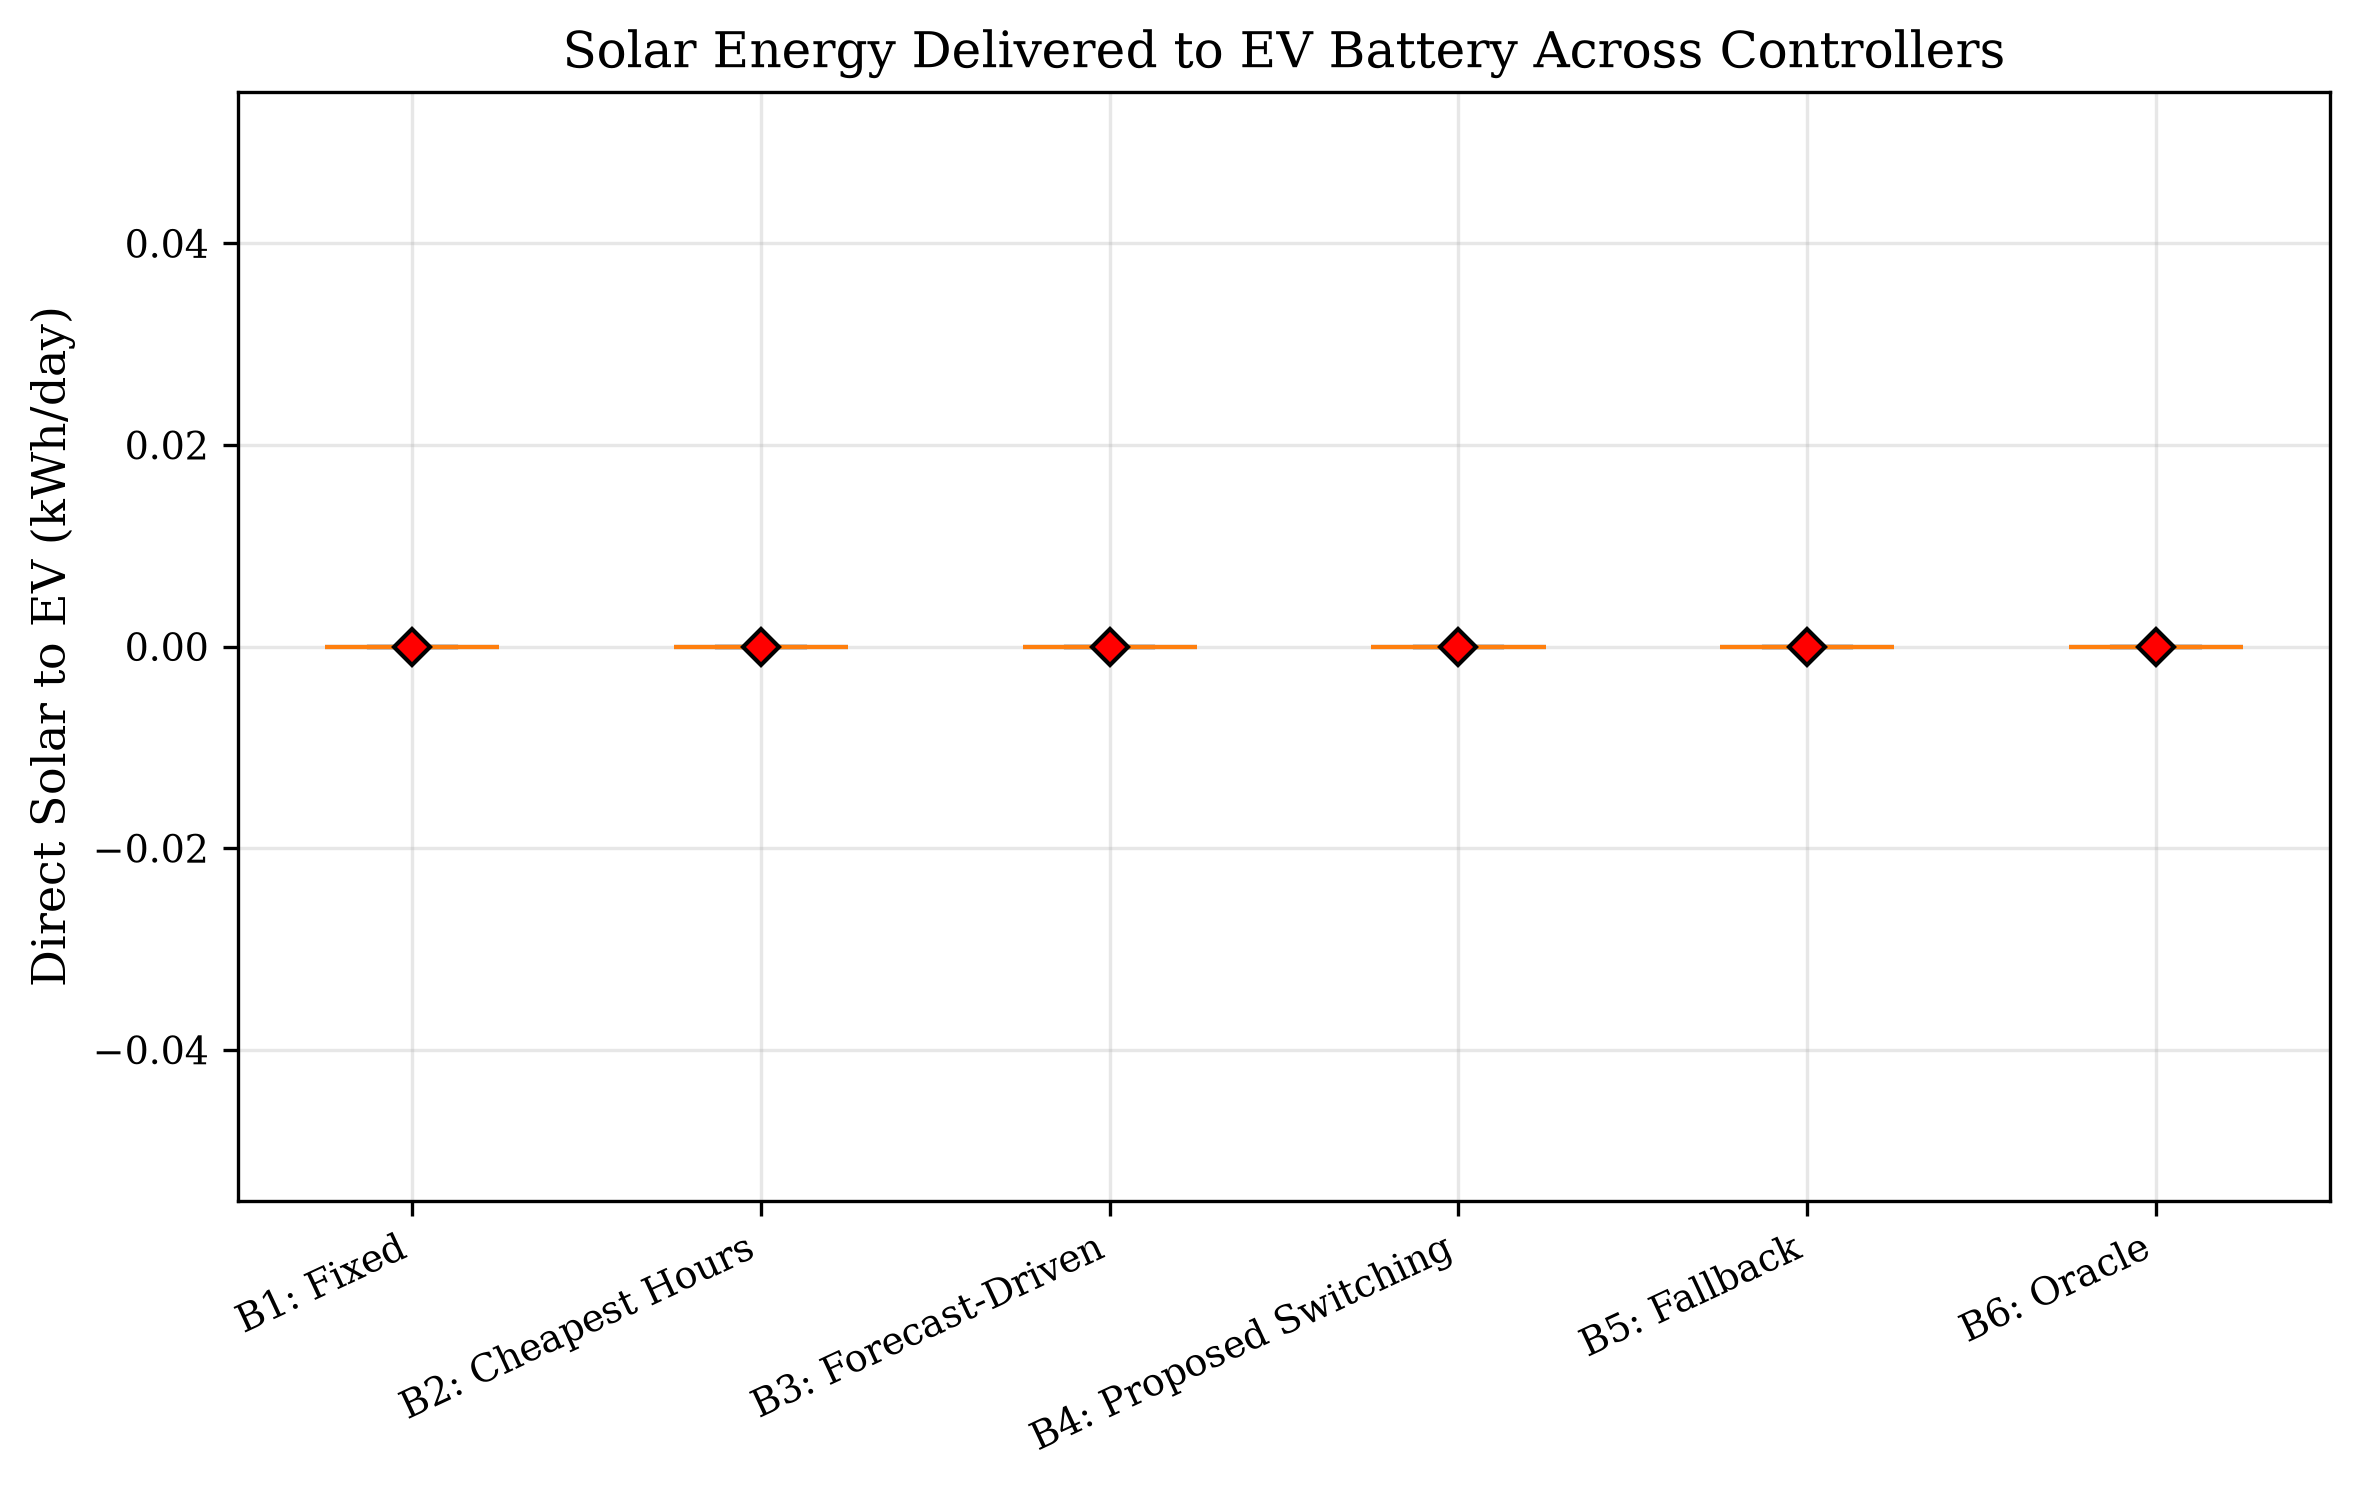 Solar Energy Delivered to EV Battery Across Controllers
Direct Solar to EV (kWh/day)
0.04
0.02
0.00
−0.02
−0.04
B1: Fixed
B2: Cheapest Hours
B3: Forecast-Driven
B4: Proposed Switching
B5: Fallback
B6: Oracle